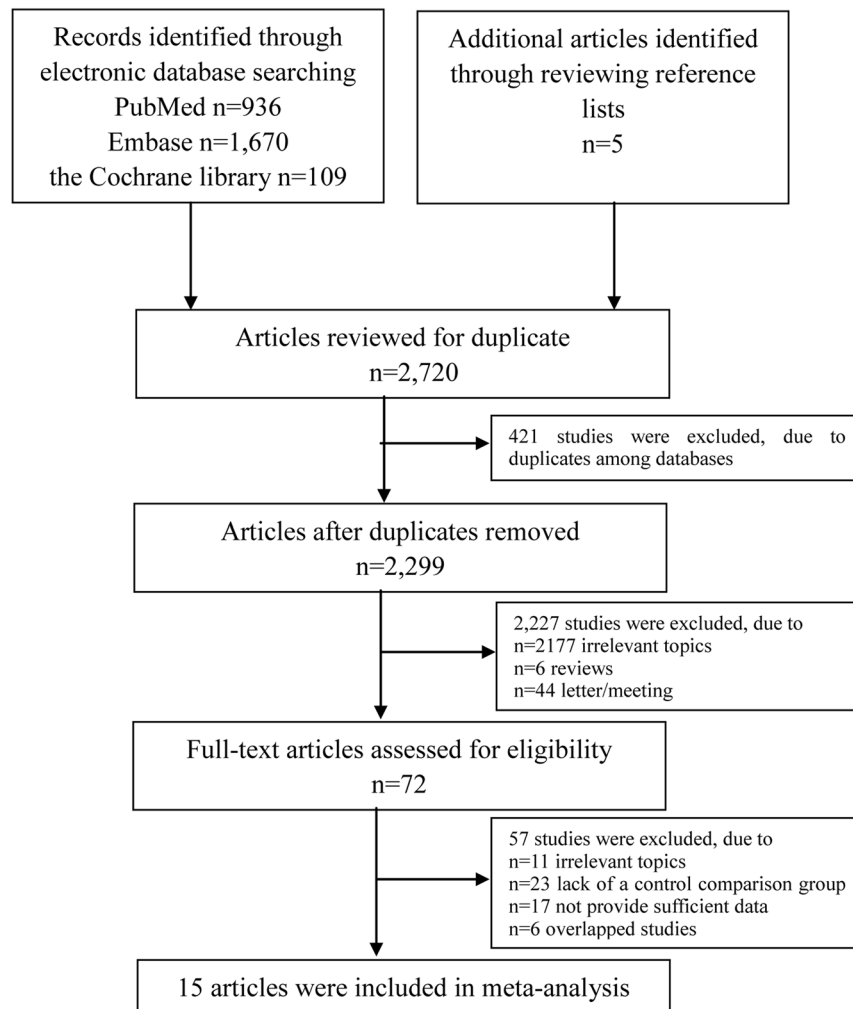 Records identified through
electronic database searching
PubMed n=936
Embase n=1,670
the Cochrane library n=109
Additional articles identified
through reviewing reference
lists
n=5
Articles reviewed for duplicate
n=2,720
421 studies were excluded, due to
duplicates among databases
Articles after duplicates removed
n=2,299
2,227 studies were excluded, due to
n=2177 irrelevant topics
n=6 reviews
n=44 letter/meeting
Full-text articles assessed for eligibility
n=72
57 studies were excluded, due to
n=11 irrelevant topics
n=23 lack of a control comparison group
n=17 not provide sufficient data
n=6 overlapped studies
15 articles were included in meta-analysis